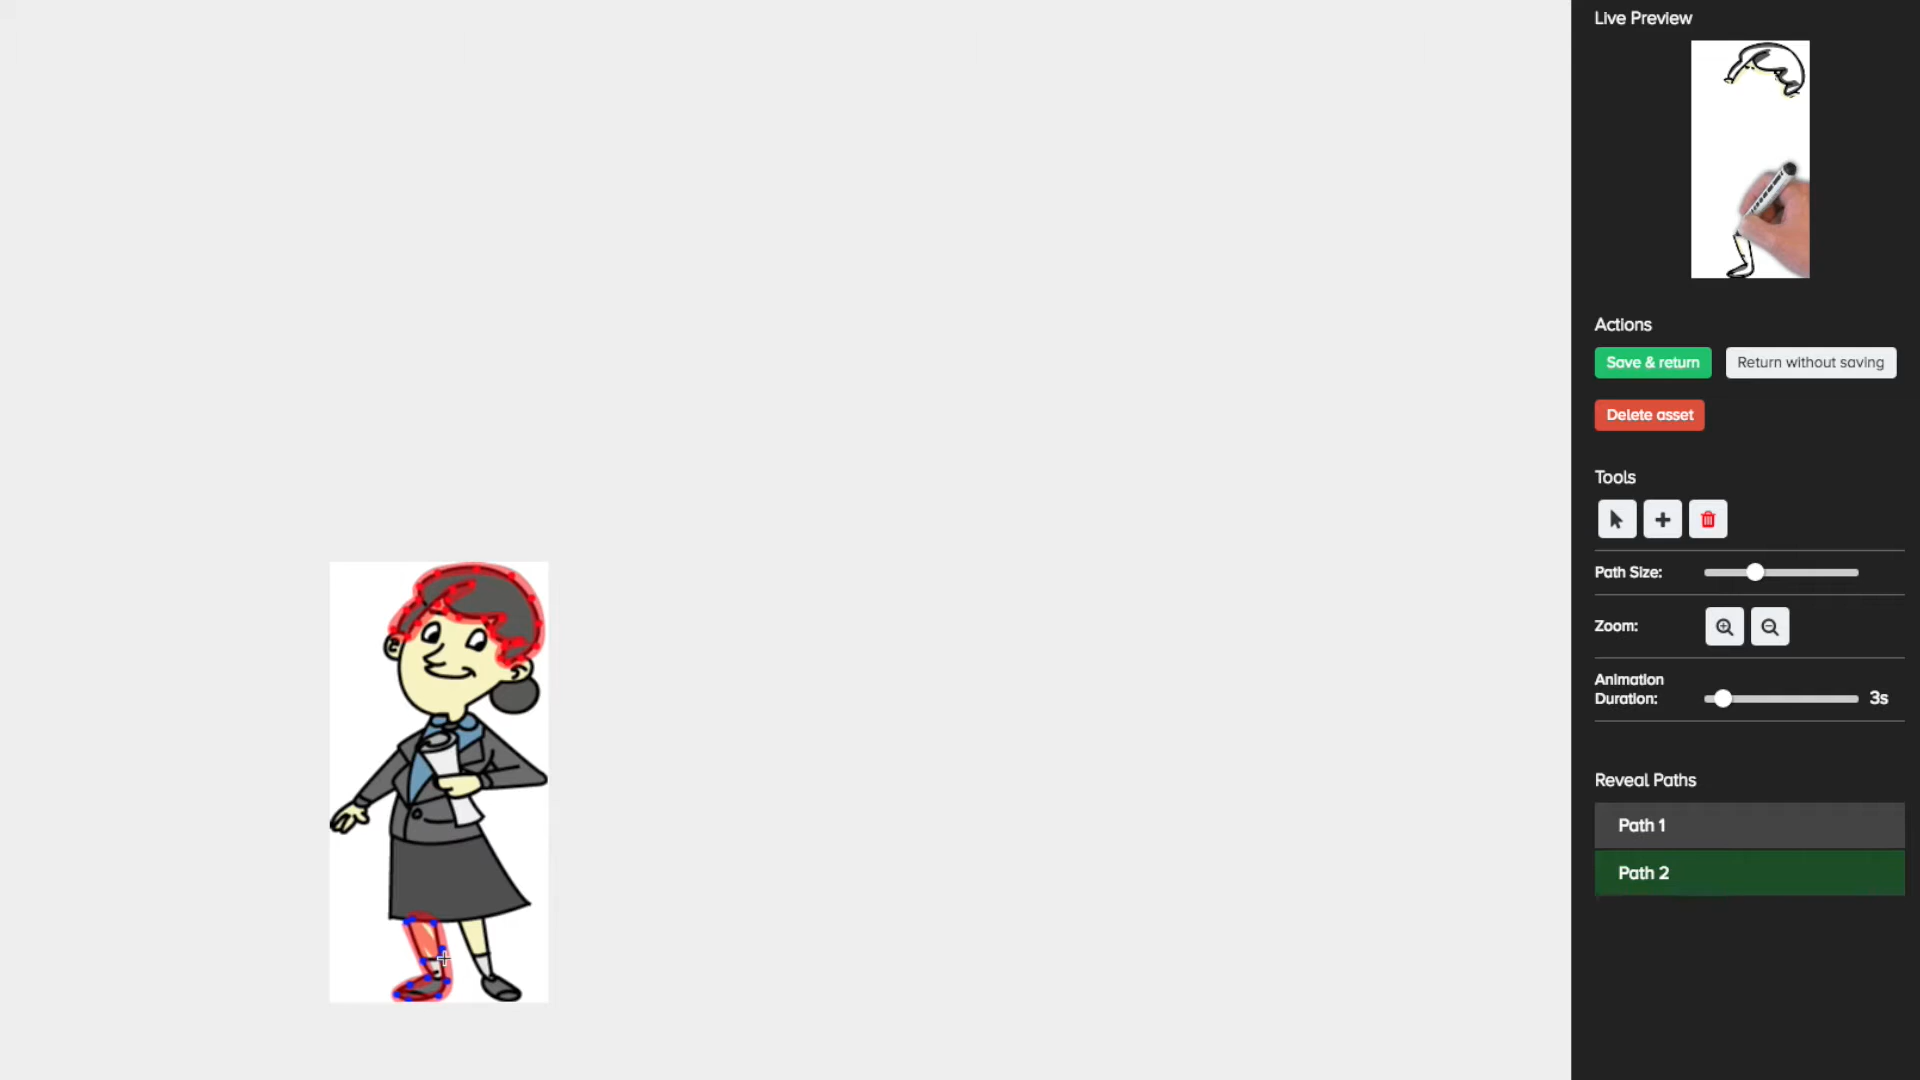 Live Preview
Actions
Save & return
Return without saving
Delete asset
Tools
Path Size:
Zoom:
Animation
Duration:
3s
Reveal Paths
Path 1
Path 2